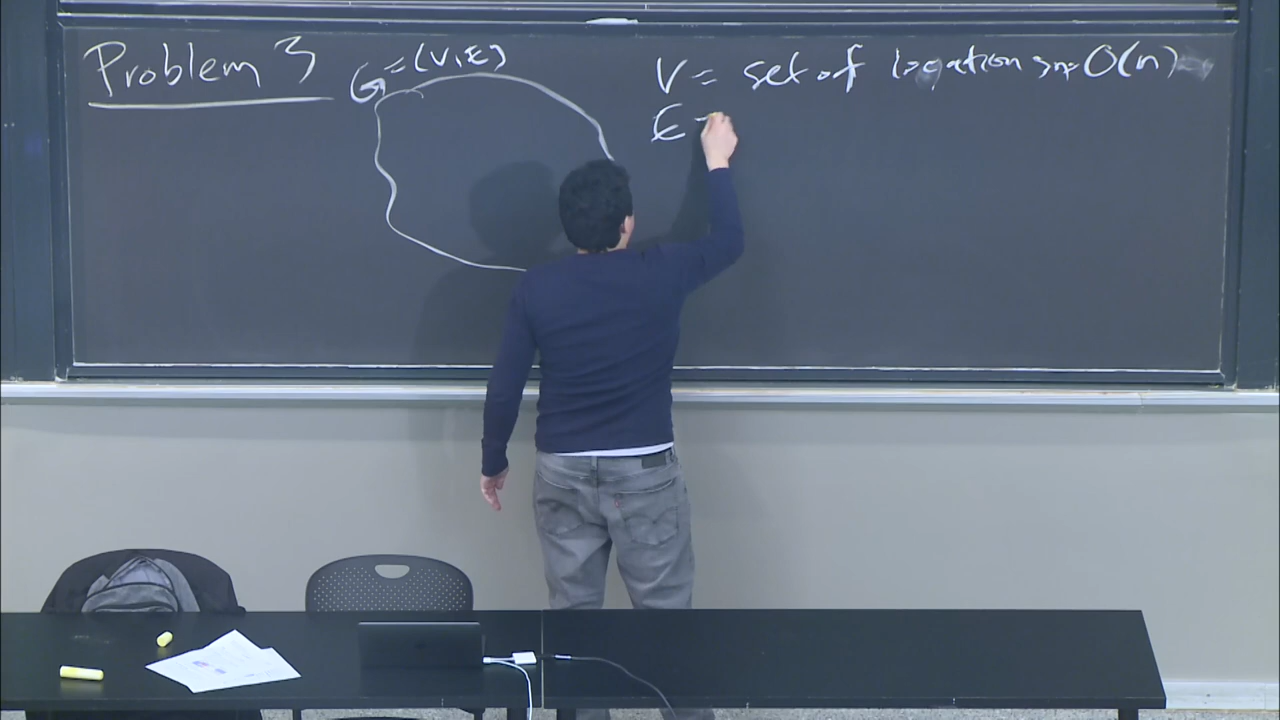 Problem 3
G = (V, E)
V = set of locations n = O(n)
E =